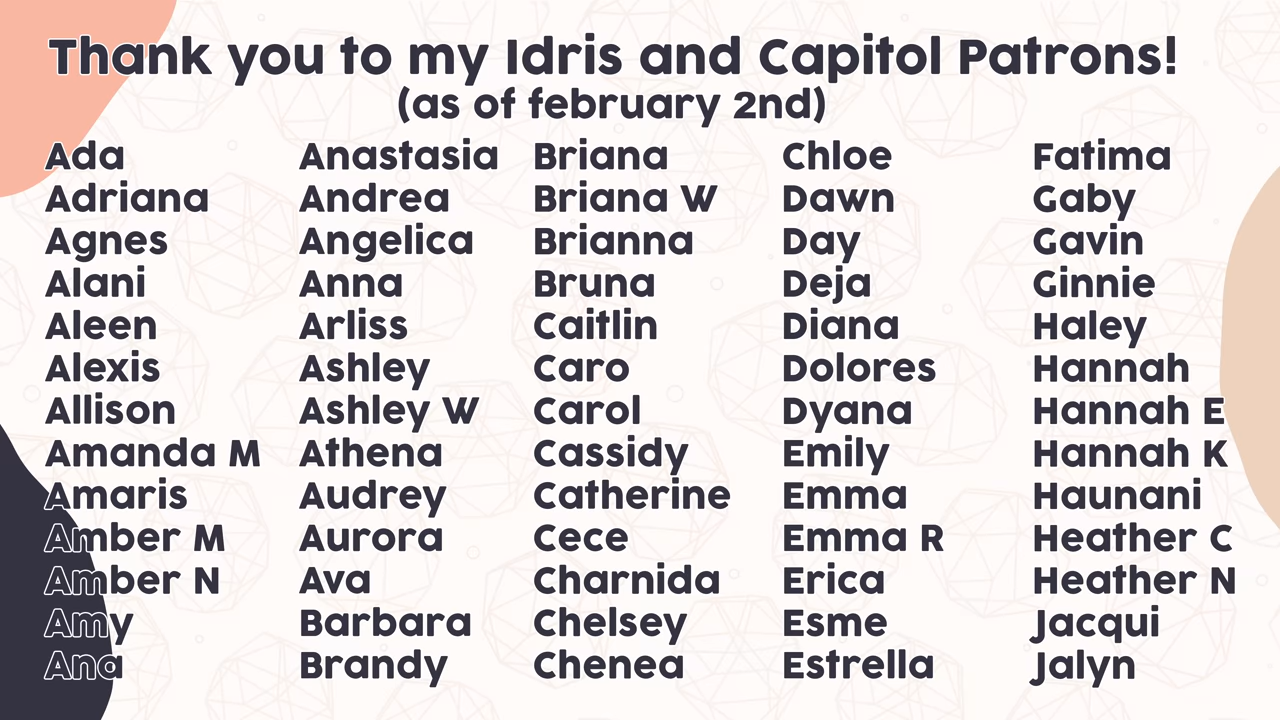 Thank you to my Idris and Capitol Patrons!
(as of february 2nd)
Ada
Adriana
Agnes
Alani
Aleen
Alexis
Allison
Amanda M
Amaris
Amber M
Amber N
Amy
Ana
Anastasia
Andrea
Angelica
Anna
Arliss
Ashley
Ashley W
Athena
Audrey
Aurora
Ava
Barbara
Brandy
Briana
Briana W
Brianna
Bruna
Caitlin
Caro
Carol
Cassidy
Catherine
Cece
Charnida
Chelsey
Chenea
Chloe
Dawn
Day
Deja
Diana
Dolores
Dyana
Emily
Emma
Emma R
Erica
Esme
Estrella
Fatima
Gaby
Gavin
Ginnie
Haley
Hannah
Hannah E
Hannah K
Haunani
Heather C
Heather N
Jacqui
Jalyn